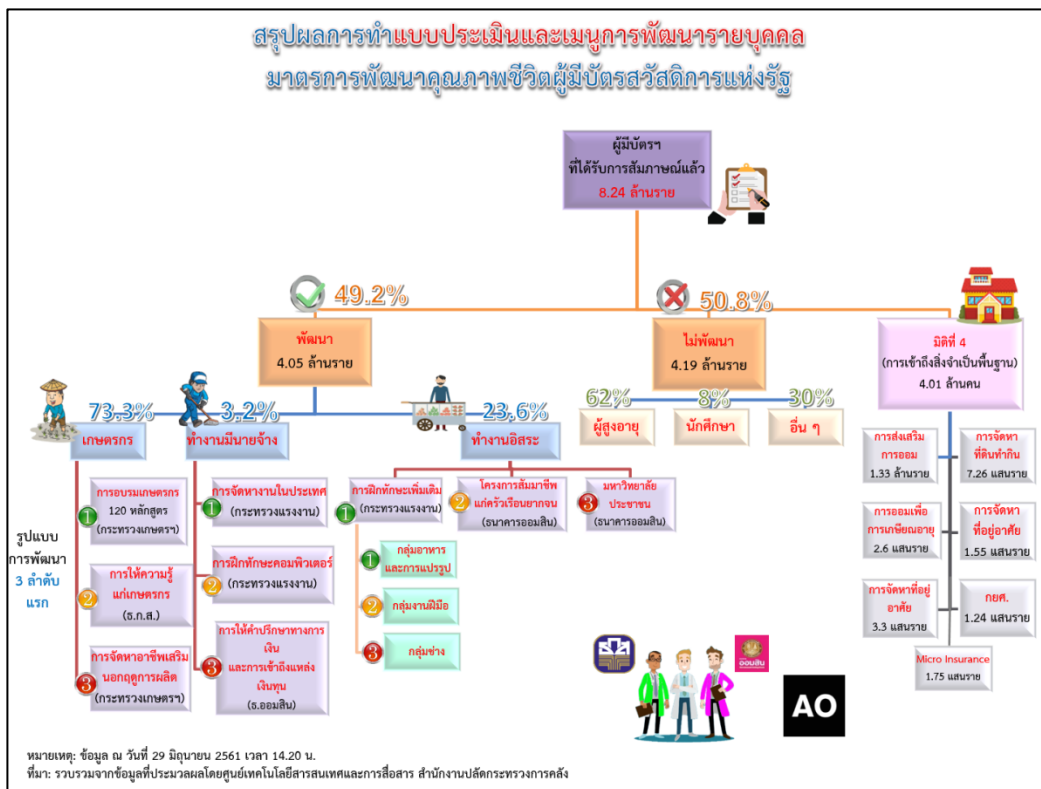 สรุปผลการทำแบบประเมินและเมนูการพัฒนารายบุคคล
มาตรการพัฒนาคุณภาพชีวิตผู้มีบัตรสวัสดิการแห่งรัฐ
ผู้มีบัตรฯ
ที่ได้รับการสัมภาษณ์แล้ว
8.24 ล้านราย
49.2%
50.8%
พัฒนา
4.05 ล้านราย
ไม่พัฒนา
4.19 ล้านราย
มิติที่ 4
(การเข้าถึงสิ่งจำเป็นพื้นฐาน)
4.01 ล้านคน
73.3%
3.2%
23.6%
62%
8%
30%
เกษตรกร
ทำงานมีนายจ้าง
ทำงานอิสระ
ผู้สูงอายุ
นักศึกษา
อื่น ๆ
รูปแบบ
การพัฒนา
3 ลำดับ
แรก
1
การอบรมเกษตรกร
120 หลักสูตร
(กระทรวงเกษตรฯ)
2
การให้ความรู้
แก่เกษตรกร
(ธ.ก.ส.)
3
การจัดหาอาชีพเสริม
นอกฤดูการผลิต
(กระทรวงเกษตรฯ)
1
การจัดหางานในประเทศ
(กระทรวงแรงงาน)
2
การฝึกทักษะคอมพิวเตอร์
(กระทรวงแรงงาน)
3
การให้คำปรึกษาทางการ
เงิน
และการเข้าถึงแหล่ง
เงินทุน
(ธ.ออมสิน)
1
การฝึกทักษะเพิ่มเติม
(กระทรวงแรงงาน)
2
โครงการสัมมาชีพ
แก่ครัวเรือนยากจน
(ธนาคารออมสิน)
3
มหาวิทยาลัย
ประชาชน
(ธนาคารออมสิน)
1
กลุ่มอาหาร
และการแปรรูป
2
กลุ่มงานฝีมือ
3
กลุ่มช่าง
การส่งเสริม
การออม
1.33 ล้านราย
การจัดหา
ที่ดินทำกิน
7.26 แสนราย
การออมเพื่อ
การเกษียณอายุ
2.6 แสนราย
การจัดหา
ที่อยู่อาศัย
1.55 แสนราย
การจัดหาที่อยู่
อาศัย
3.3 แสนราย
กยศ.
1.24 แสนราย
Micro Insurance
1.75 แสนราย
ออมสิน
AO
หมายเหตุ: ข้อมูล ณ วันที่ 29 มิถุนายน 2561 เวลา 14.20 น.
ที่มา: รวบรวมจากข้อมูลที่ประมวลผลโดยศูนย์เทคโนโลยีสารสนเทศและการสื่อสาร สำนักงานปลัดกระทรวงการคลัง